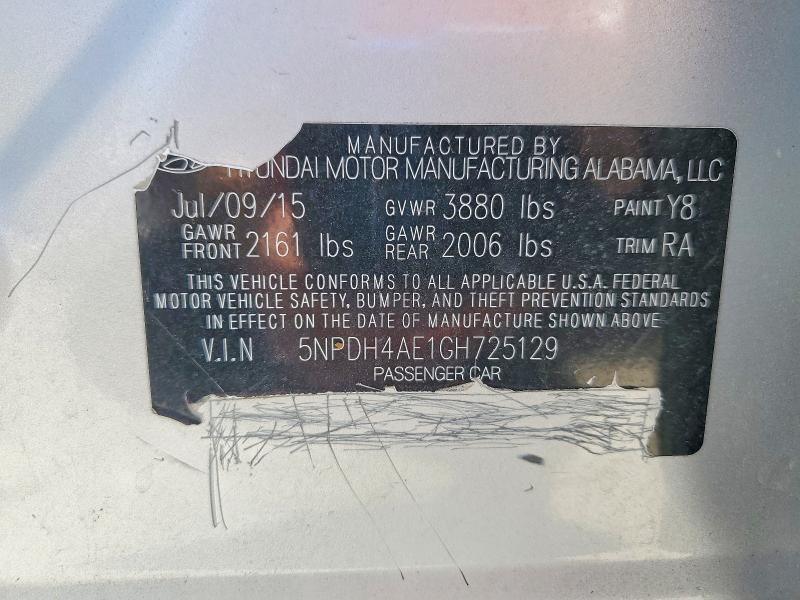 MANUFACTURED BY
HYUNDAI MOTOR MANUFACTURING ALABAMA, LLC
Jul/09/15 GVWR 3880 lbs PAINT Y8
GAWR FRONT 2161 lbs GAWR REAR 2006 lbs TRIM RA
THIS VEHICLE CONFORMS TO ALL APPLICABLE U.S.A. FEDERAL
MOTOR VEHICLE SAFETY, BUMPER, AND THEFT PREVENTION STANDARDS
IN EFFECT ON THE DATE OF MANUFACTURE SHOWN ABOVE
V.I.N 5NPDH4AE1GH725129
PASSENGER CAR